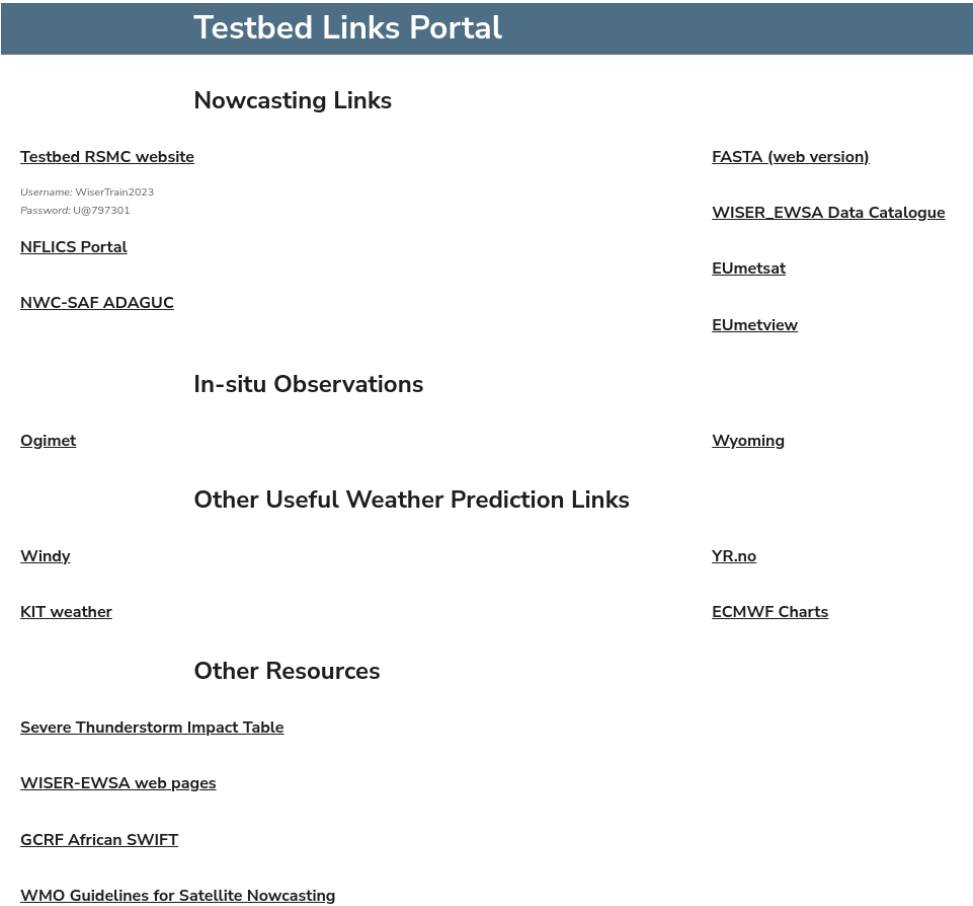 Testbed Links Portal
Nowcasting Links
Testbed RSMC website
Username: WiserTrain2023
Password: U@797301
NFLICS Portal
NWC-SAF ADAGUC
FASTA (web version)
WISER_EWSA Data Catalogue
EUmetsat
EUmetview
In-situ Observations
Ogimet
Wyoming
Other Useful Weather Prediction Links
Windy
KIT weather
YR.no
ECMWF Charts
Other Resources
Severe Thunderstorm Impact Table
WISER-EWSA web pages
GCRF African SWIFT
WMO Guidelines for Satellite Nowcasting